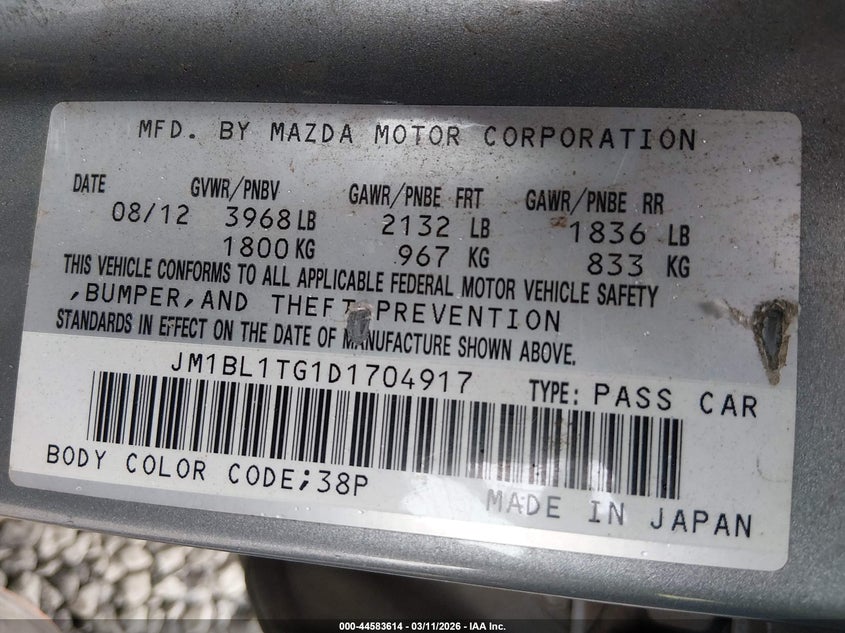 MFD. BY MAZDA MOTOR CORPORATION
DATE GVWR/PNBV GAWR/PNBE FRT GAWR/PNBE RR
08/12 3968 LB 2132 LB 1836 LB
1800 KG 967 KG 833 KG
THIS VEHICLE CONFORMS TO ALL APPLICABLE FEDERAL MOTOR VEHICLE SAFETY
,BUMPER,AND THEFT PREVENTION
STANDARDS IN EFFECT ON THE DATE OF MANUFACTURE SHOWN ABOVE.
JM1BL1TG1D1704917 TYPE: PASS CAR
BODY COLOR CODE;38P
MADE IN JAPAN
000-44583614 - 03/11/2026 - IAA Inc.